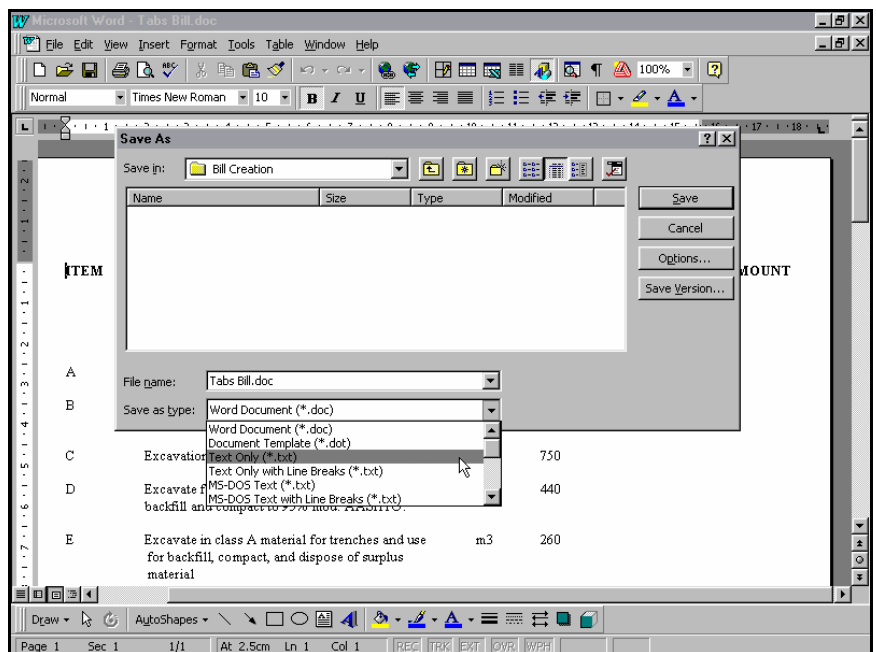 Microsoft Word - Tabs Bill.doc
File Edit View Insert Format Tools Table Window Help
100%
Normal Times New Roman 10 B I U
Save As
Save in: Bill Creation
Name Size Type Modified
Save
Cancel
Options...
Save Version...
ITEM MOUNT
A
File name: Tabs Bill.doc
B
Save as type: Word Document (*.doc)
Word Document (*.doc)
Document Template (*.dot)
C Excavation Text Only (*.txt) 750
Text Only with Line Breaks (*.txt)
D Excavate f MS-DOS Text (*.txt) 440
MS-DOS Text with Line Breaks (*.txt)
backfill and compact to 95% mod. AASHTO.
E Excavate in class A material for trenches and use m3 260
for backfill, compact, and dispose of surplus
material
Draw AutoShapes
Page 1 Sec 1 1/1 At 2.5cm Ln 1 Col 1 REC TRK EXT OVR WPH